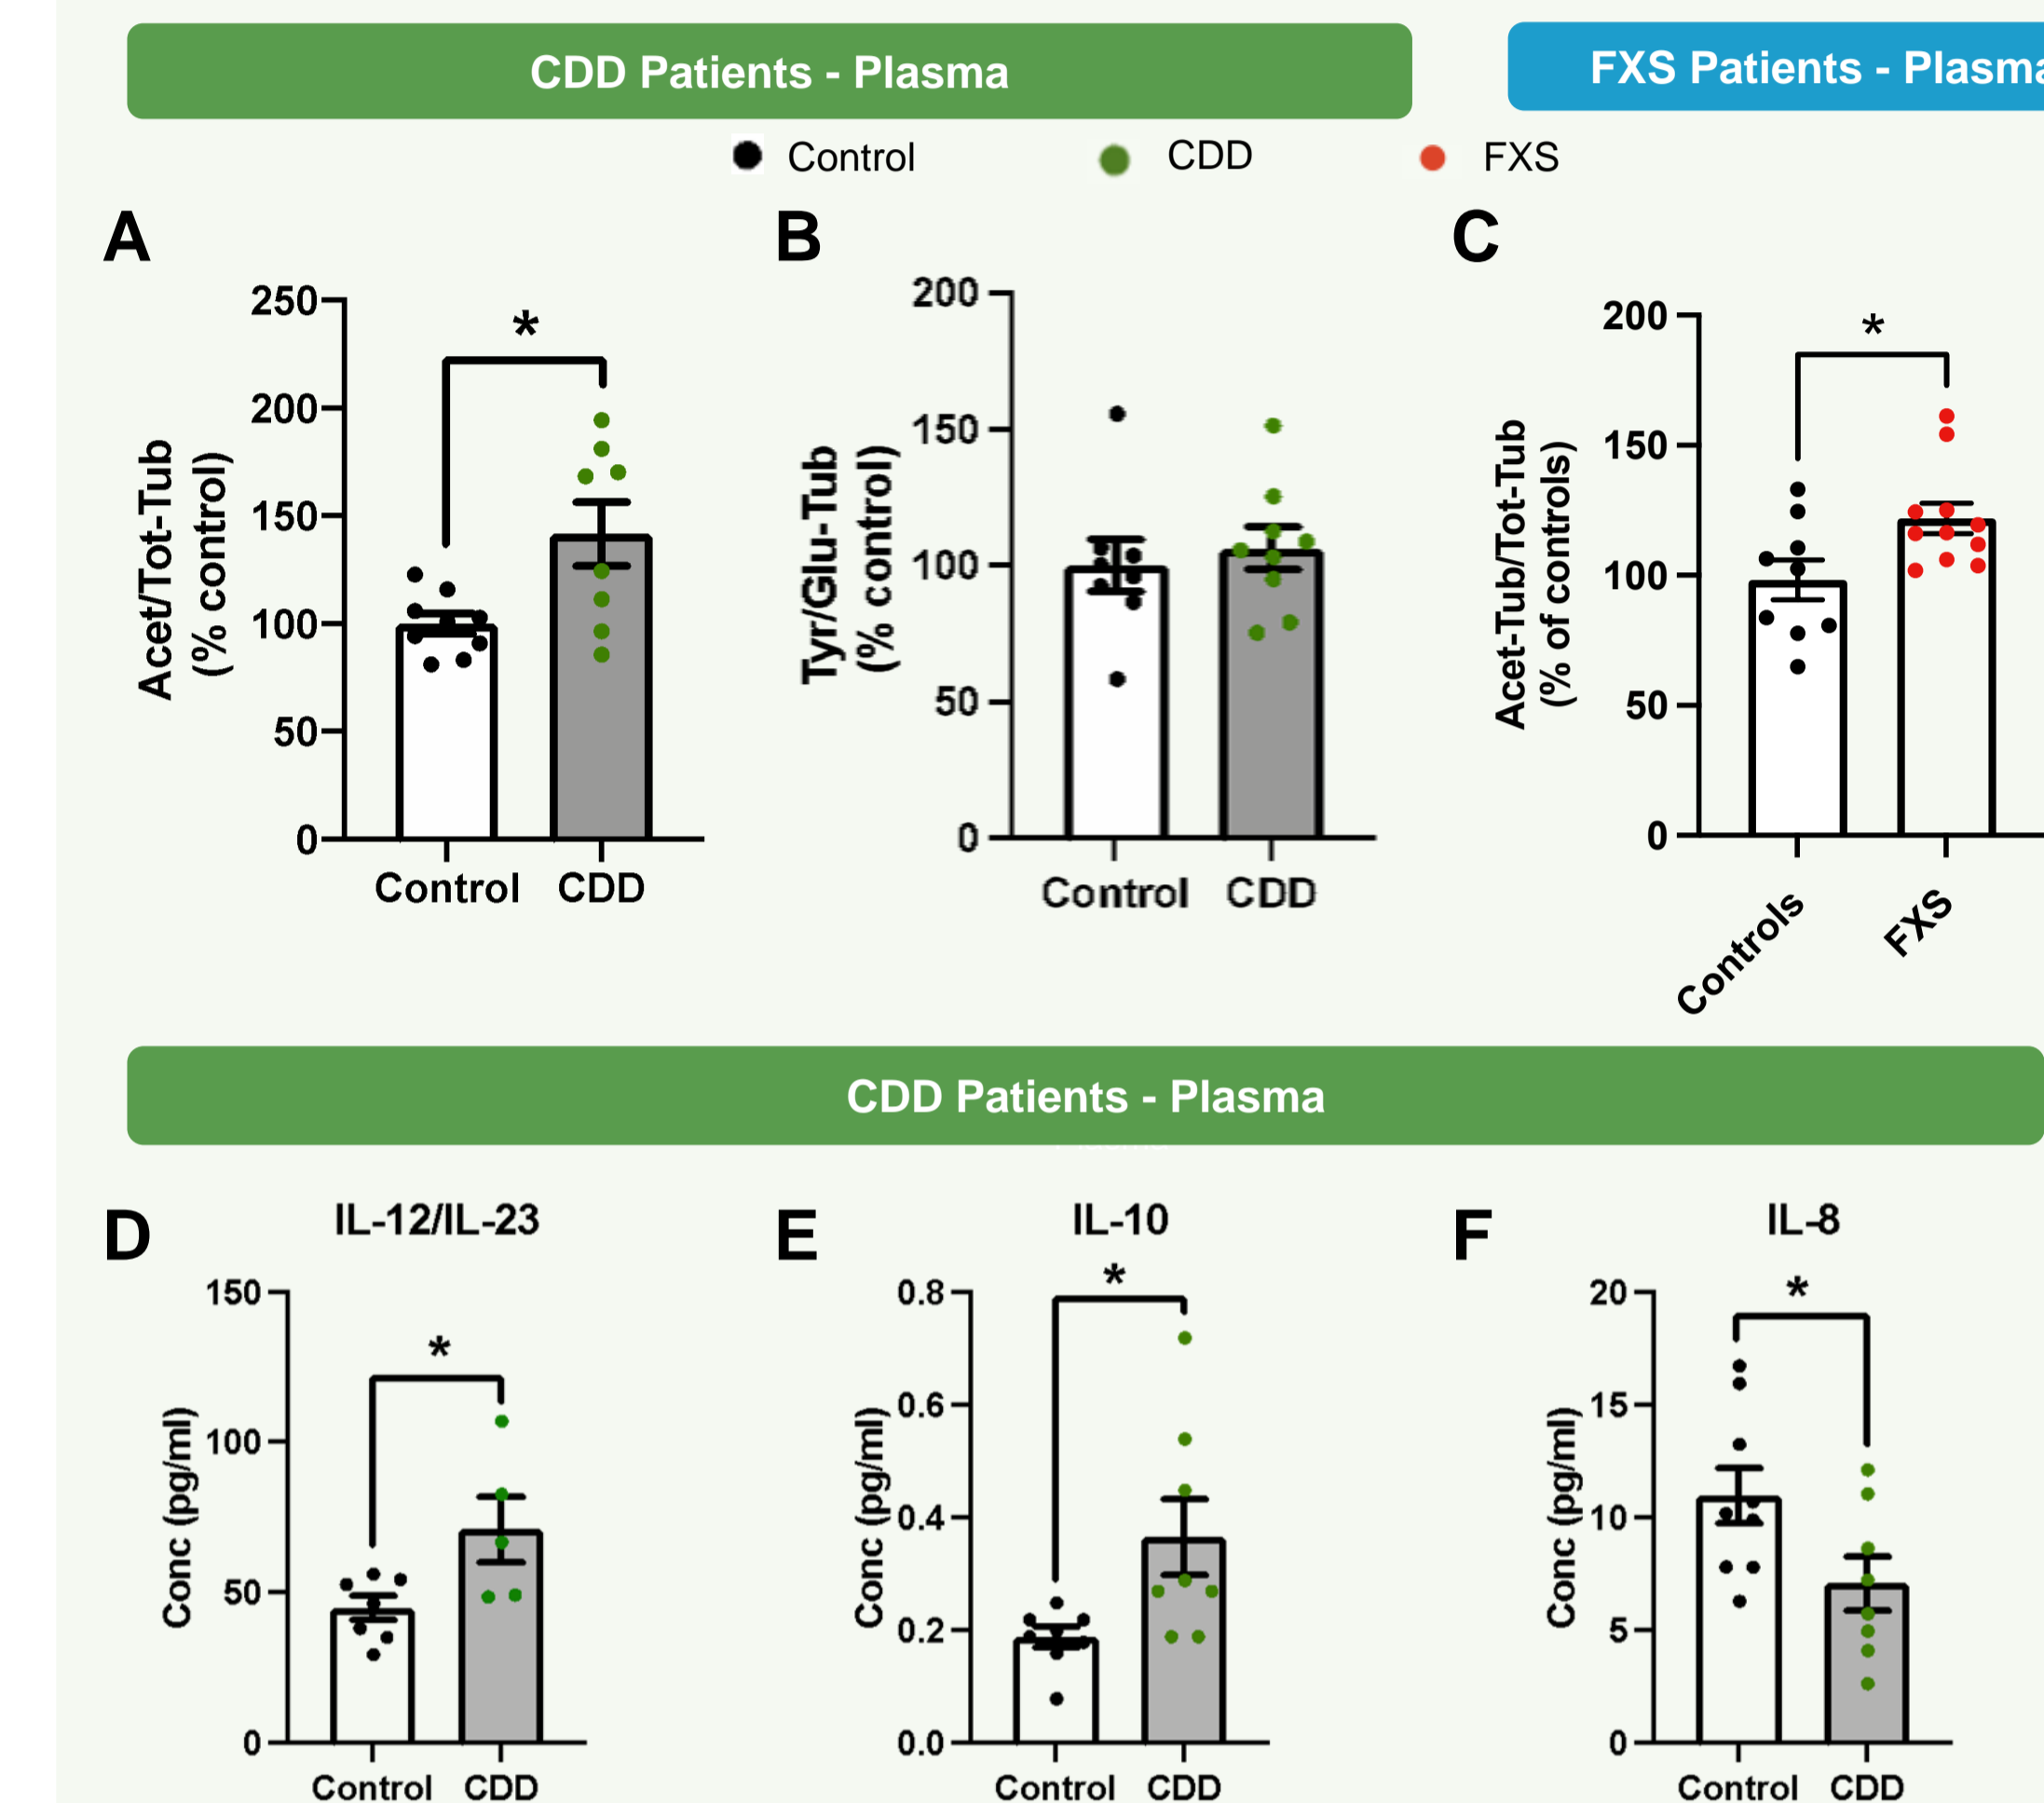 CDD Patients - Plasma
FXS Patients - Plasma
Control
CDD
FXS
A
Acet/Tot-Tub
(% control)
250
200
150
100
50
0
*
Control
CDD
B
Tyr/Glu-Tub
(% control)
200
150
100
50
0
Control
CDD
C
Acet-Tub/Tot-Tub
(% of controls)
200
150
100
50
0
*
Controls
FXS
CDD Patients - Plasma
D
IL-12/IL-23
Conc (pg/ml)
150
100
50
0
*
Control
CDD
E
IL-10
Conc (pg/ml)
0.8
0.6
0.4
0.2
0.0
*
Control
CDD
F
IL-8
Conc (pg/ml)
20
15
10
5
0
*
Control
CDD